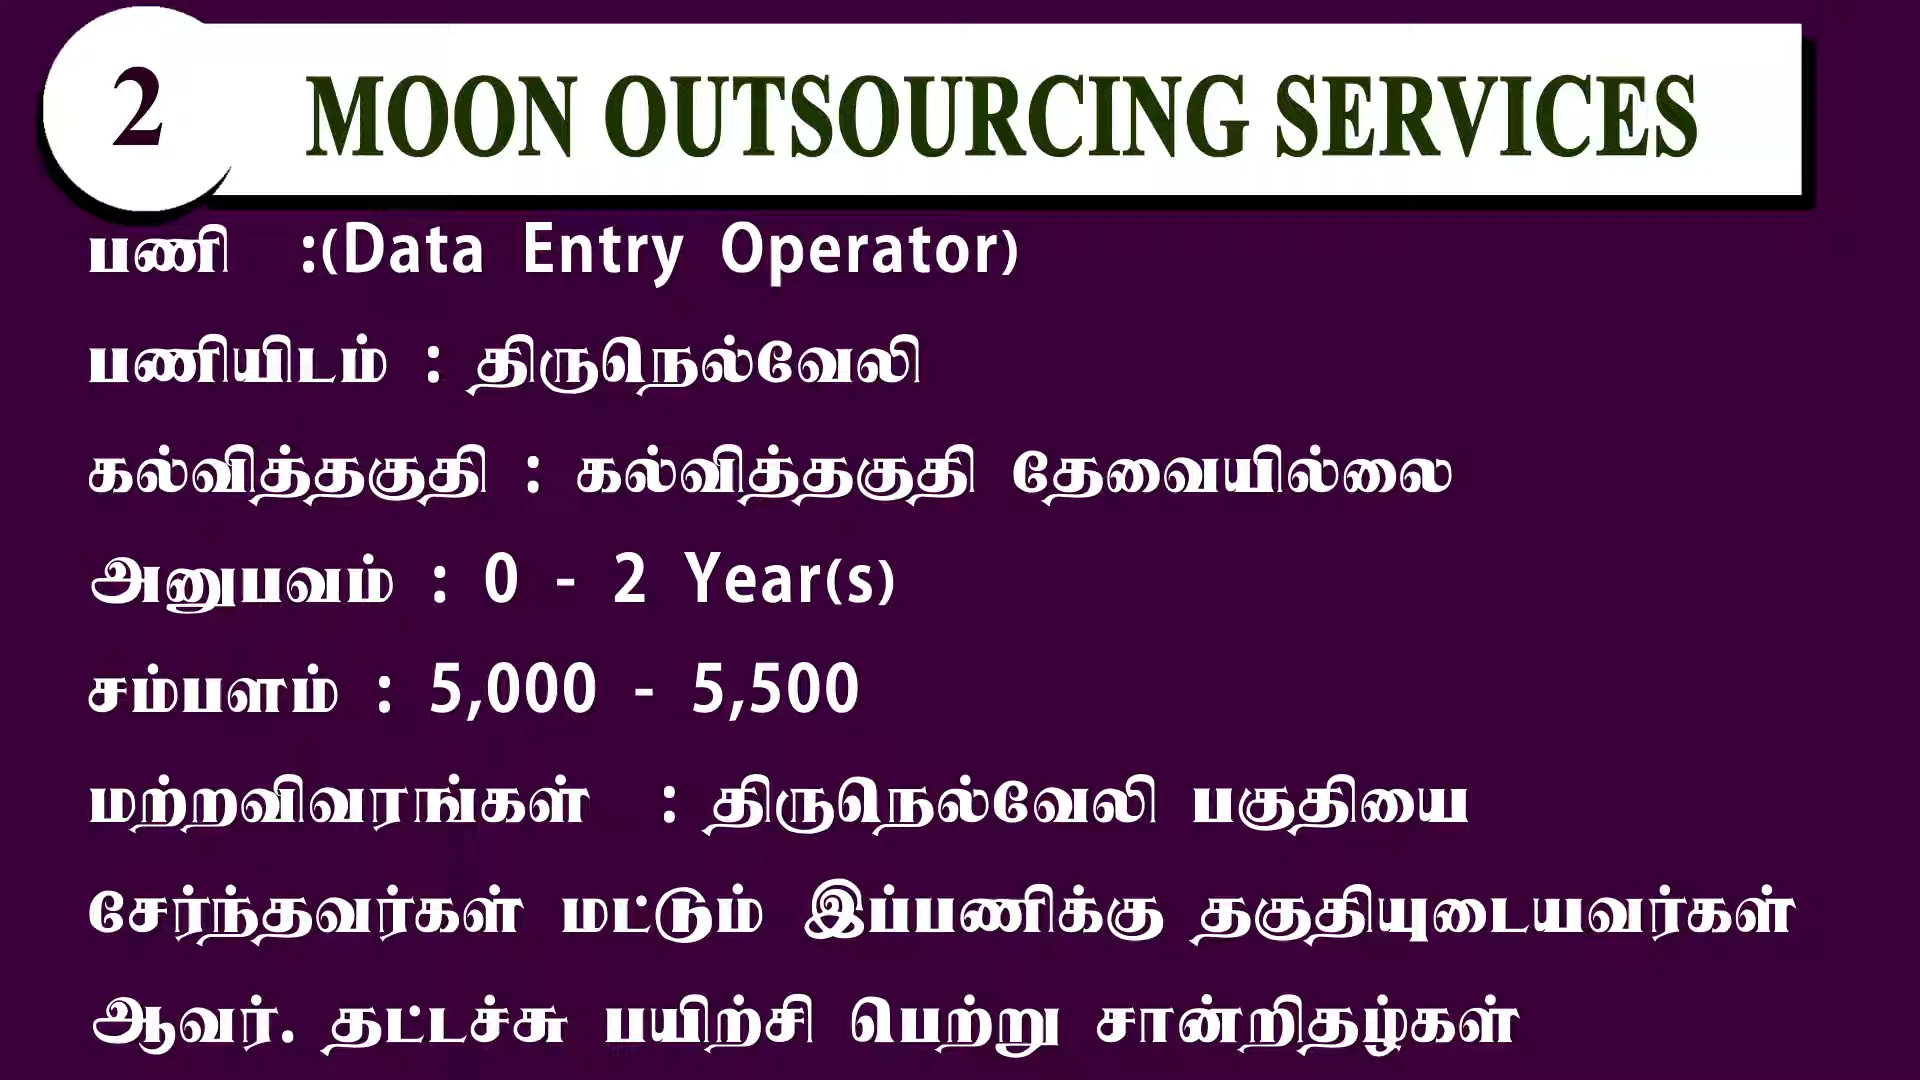 2 MOON OUTSOURCING SERVICES
பணி :(Data Entry Operator)
பணியிடம் : திருநெல்வேலி
கல்வித்தகுதி : கல்வித்தகுதி தேவையில்லை
அனுபவம் : 0 - 2 Year(s)
சம்பளம் : 5,000 - 5,500
மற்றவிவரங்கள் : திருநெல்வேலி பகுதியை
சேர்ந்தவர்கள் மட்டும் இப்பணிக்கு தகுதியுடையவர்கள்
ஆவர். தட்டச்சு பயிற்சி பெற்று சான்றிதழ்கள்